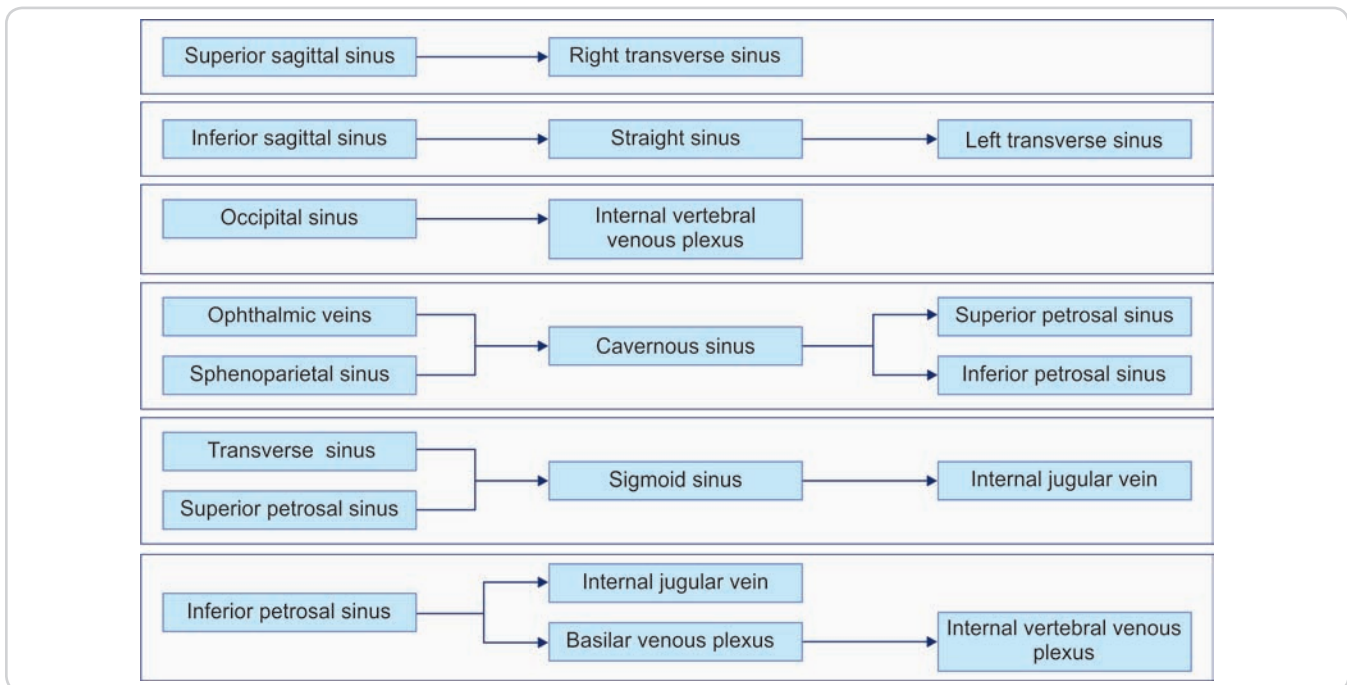 Superior sagittal sinus
Right transverse sinus
Inferior sagittal sinus
Straight sinus
Left transverse sinus
Occipital sinus
Internal vertebral
venous plexus
Ophthalmic veins
Sphenoparietal sinus
Cavernous sinus
Superior petrosal sinus
Inferior petrosal sinus
Transverse sinus
Superior petrosal sinus
Sigmoid sinus
Internal jugular vein
Inferior petrosal sinus
Internal jugular vein
Basilar venous plexus
Internal vertebral venous
plexus